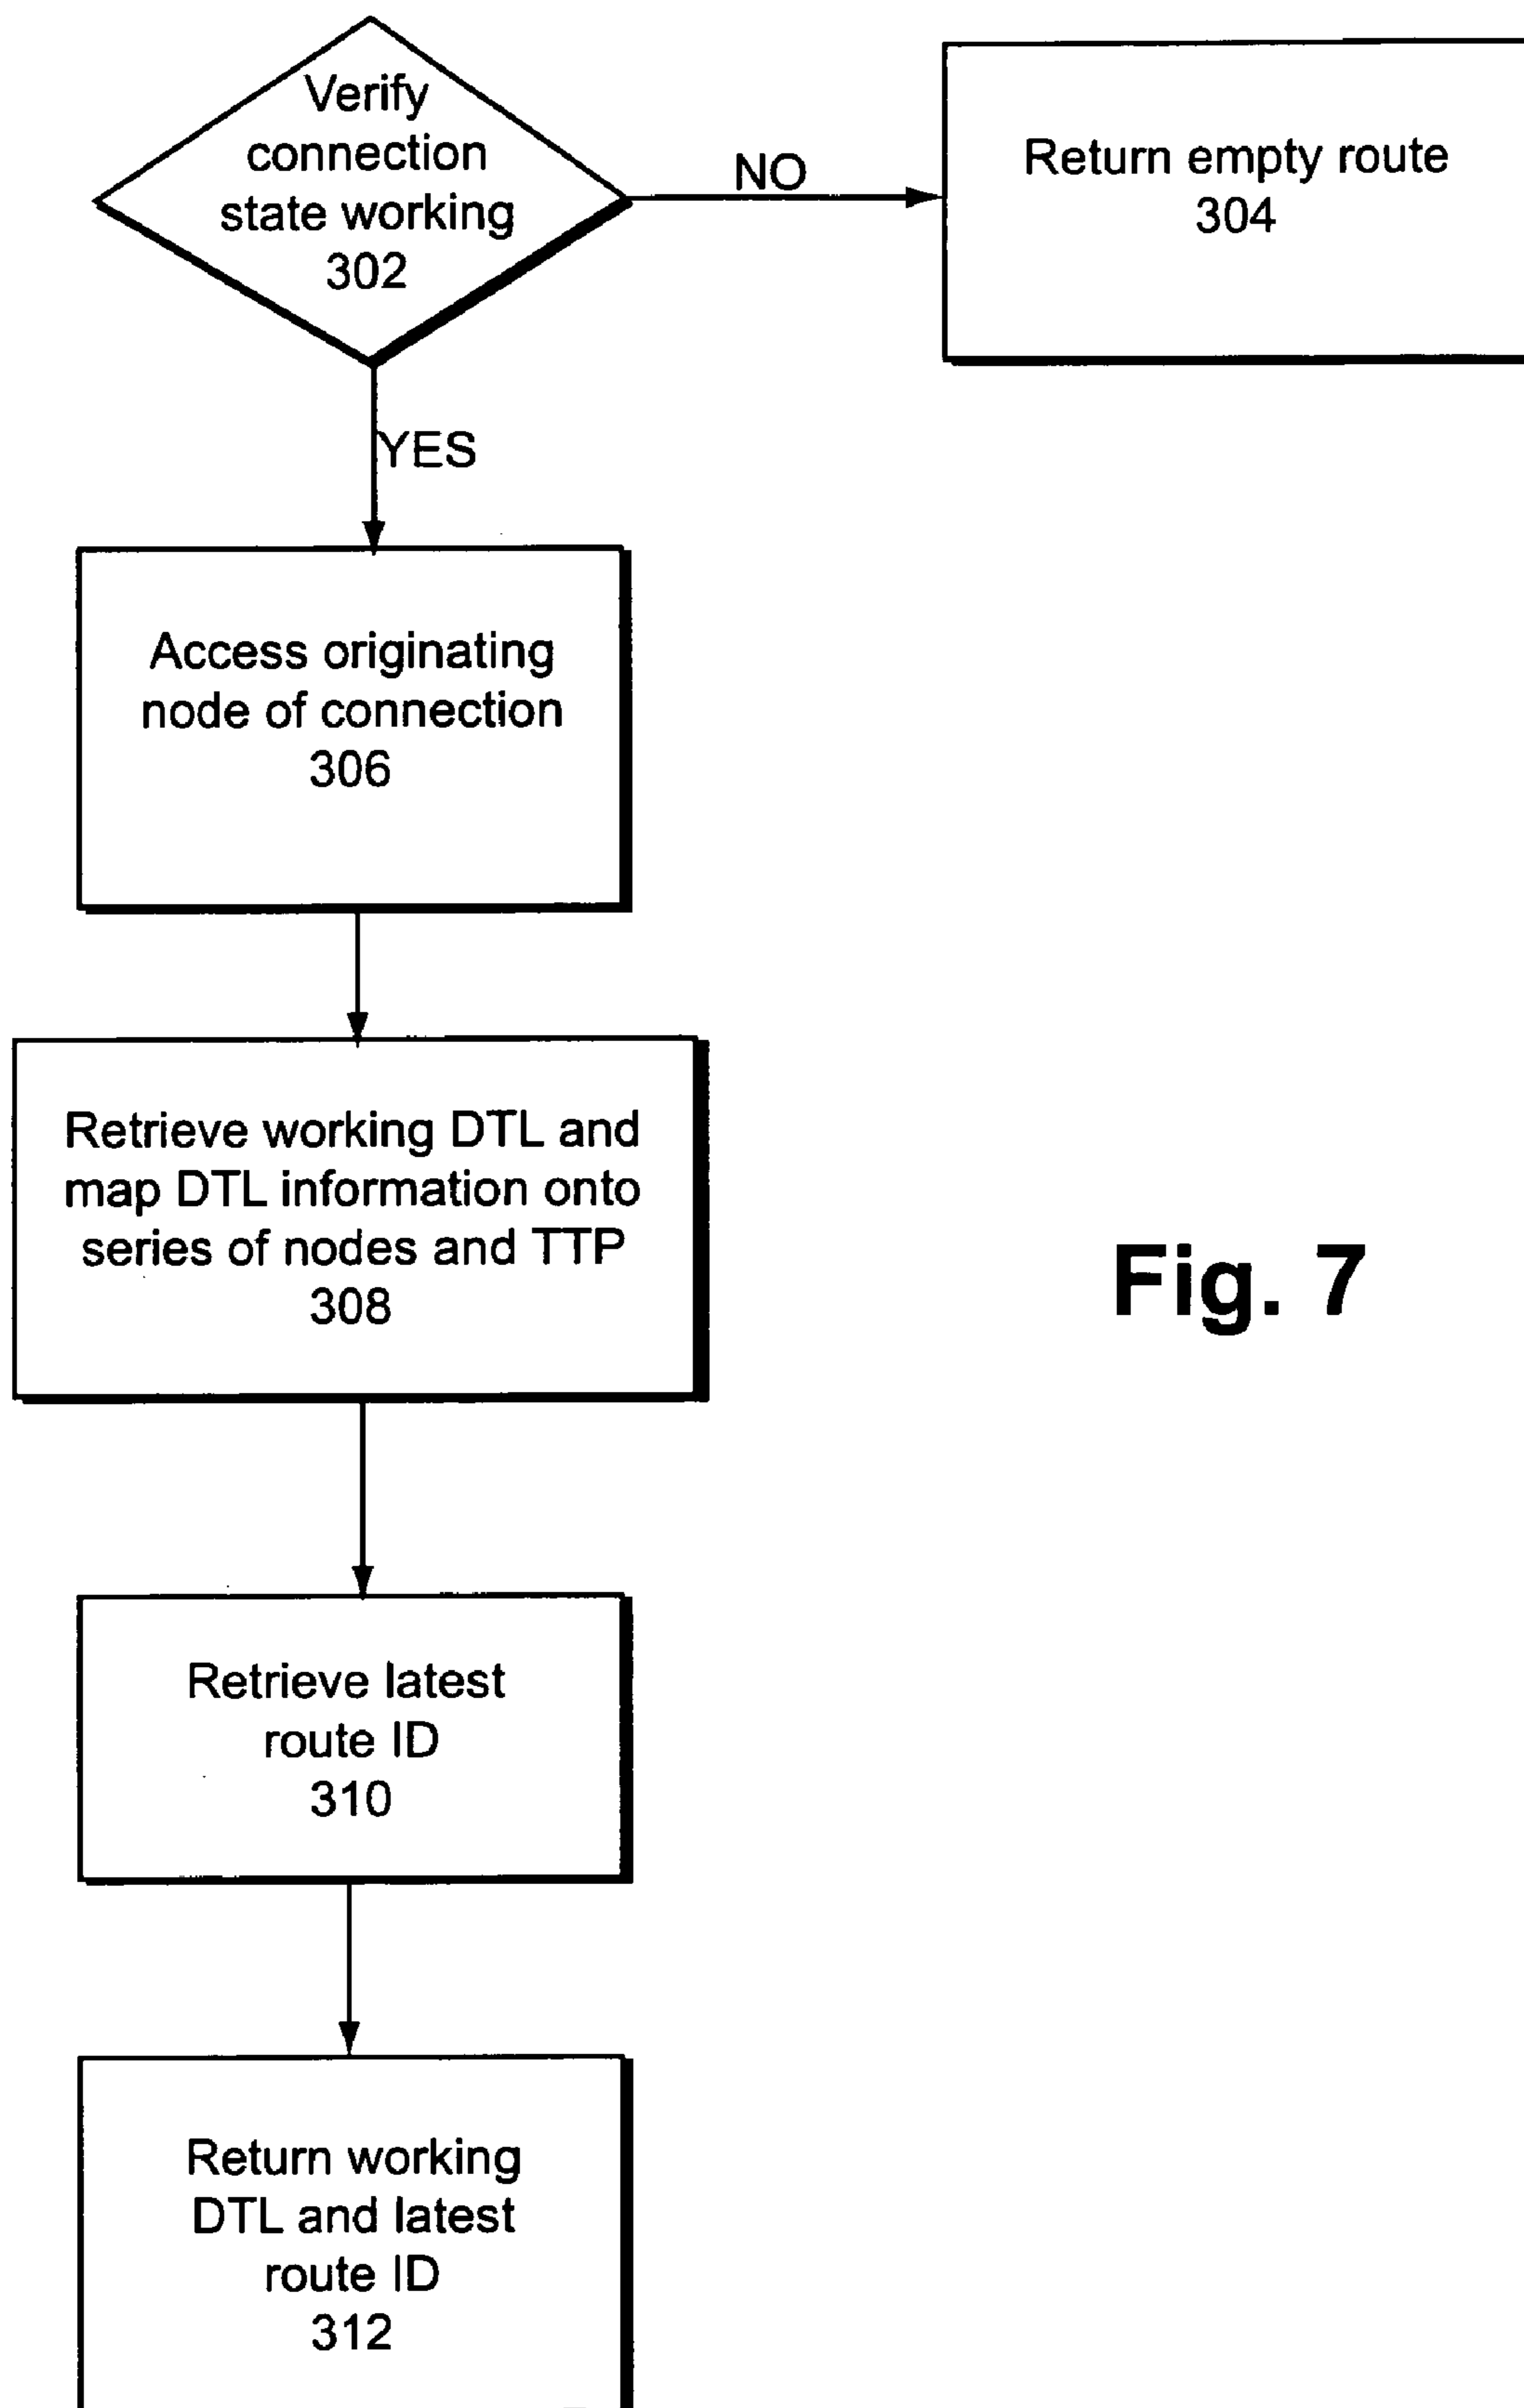 Verify
connection
state working
302
NO
Return empty route
304
YES
Access originating
node of connection
306
Retrieve working DTL and
map DTL information onto
series of nodes and TTP
308
Fig. 7
Retrieve latest
route ID
310
Return working
DTL and latest
route ID
312